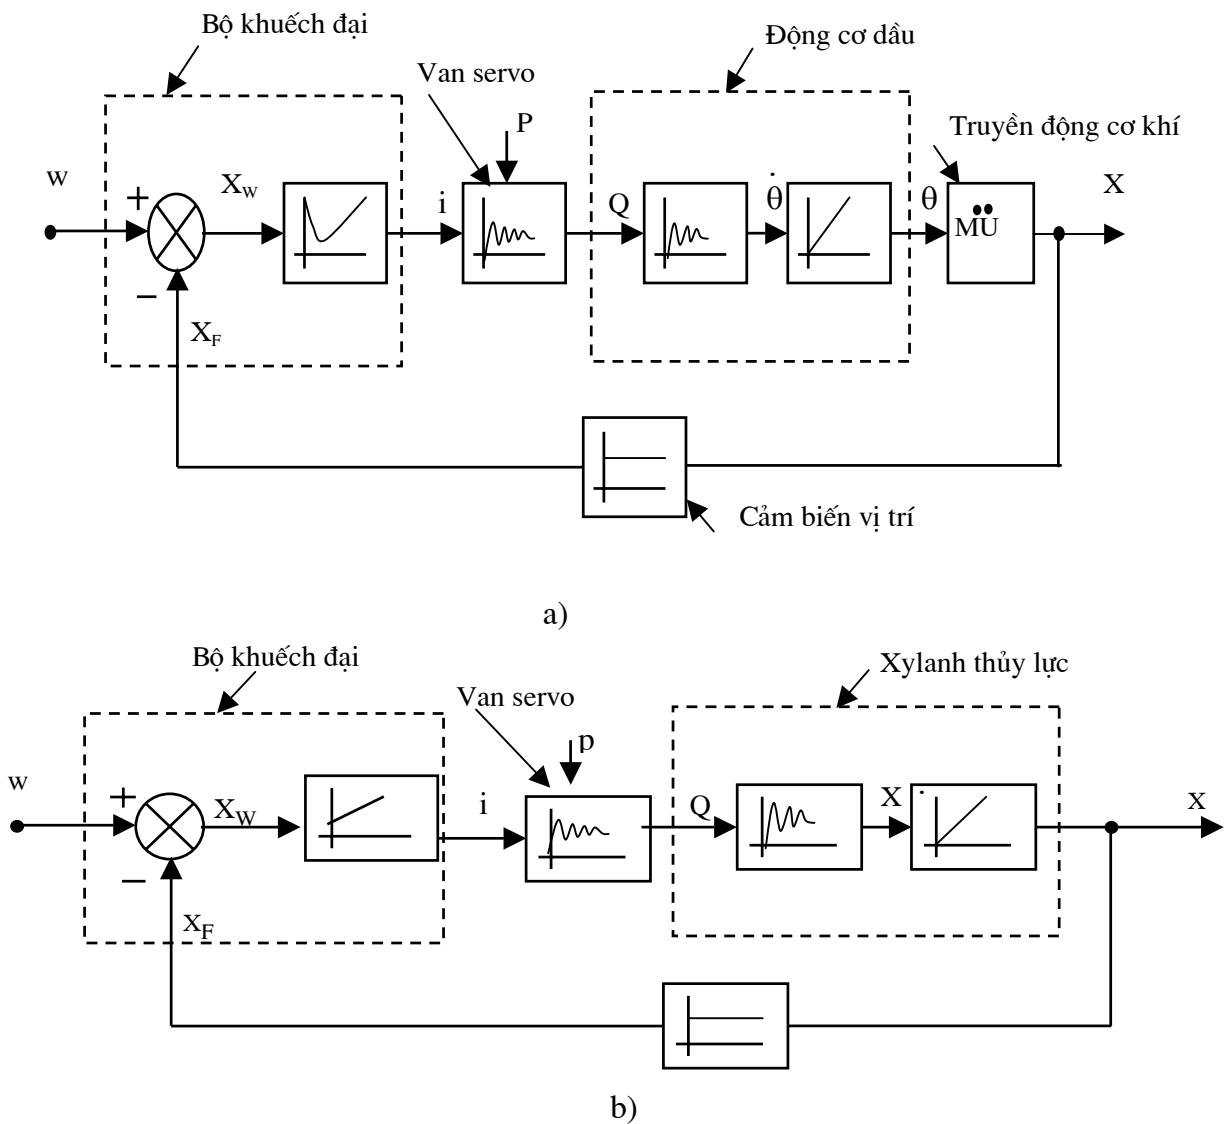 Bộ khuếch đại
Động cơ dầu
Van servo
P
Truyền động cơ khí
w
+
X_W
i
Q
θ̇
θ
MÜ
X
−
X_F
Cảm biến vị trí
a)
Bộ khuếch đại
Xylanh thủy lực
Van servo
p
w
+
X_W
i
Q
Ẋ
x
−
X_F
b)